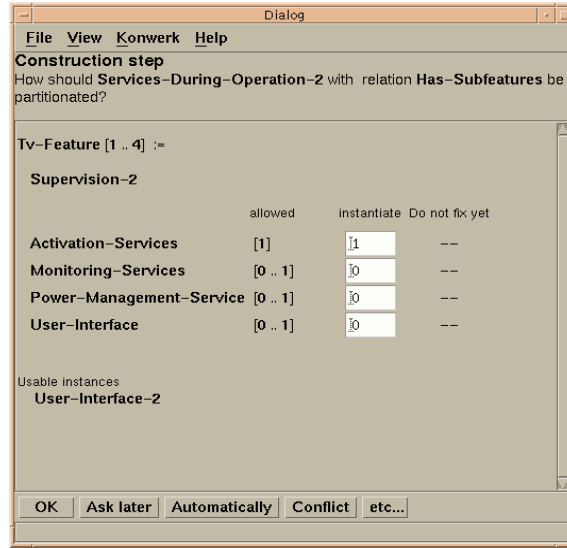 Dialog
File View Konwerk Help
Construction step
How should Services-During-Operation-2 with relation Has-Subfeatures be
partitionated?
Tv-Feature [1 .. 4] :=
Supervision-2
allowed instantiate Do not fix yet
Activation-Services [1] 1 --
Monitoring-Services [0 .. 1] 0 --
Power-Management-Service [0 .. 1] 0 --
User-Interface [0 .. 1] 0 --
Usable instances
User-Interface-2
OK Ask later Automatically Conflict etc...